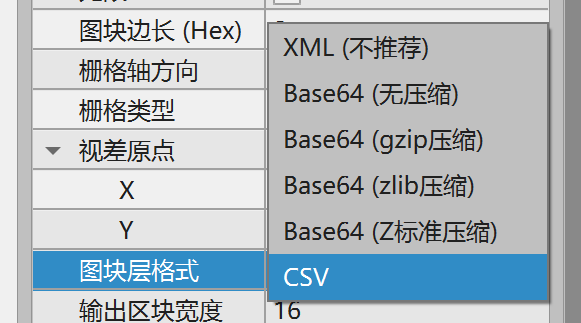 图块边长 (Hex)
栅格轴方向
栅格类型
视差原点
X
Y
图块层格式
输出区块宽度
16
XML (不推荐)
Base64 (无压缩)
Base64 (gzip压缩)
Base64 (zlib压缩)
Base64 (Z标准压缩)
CSV